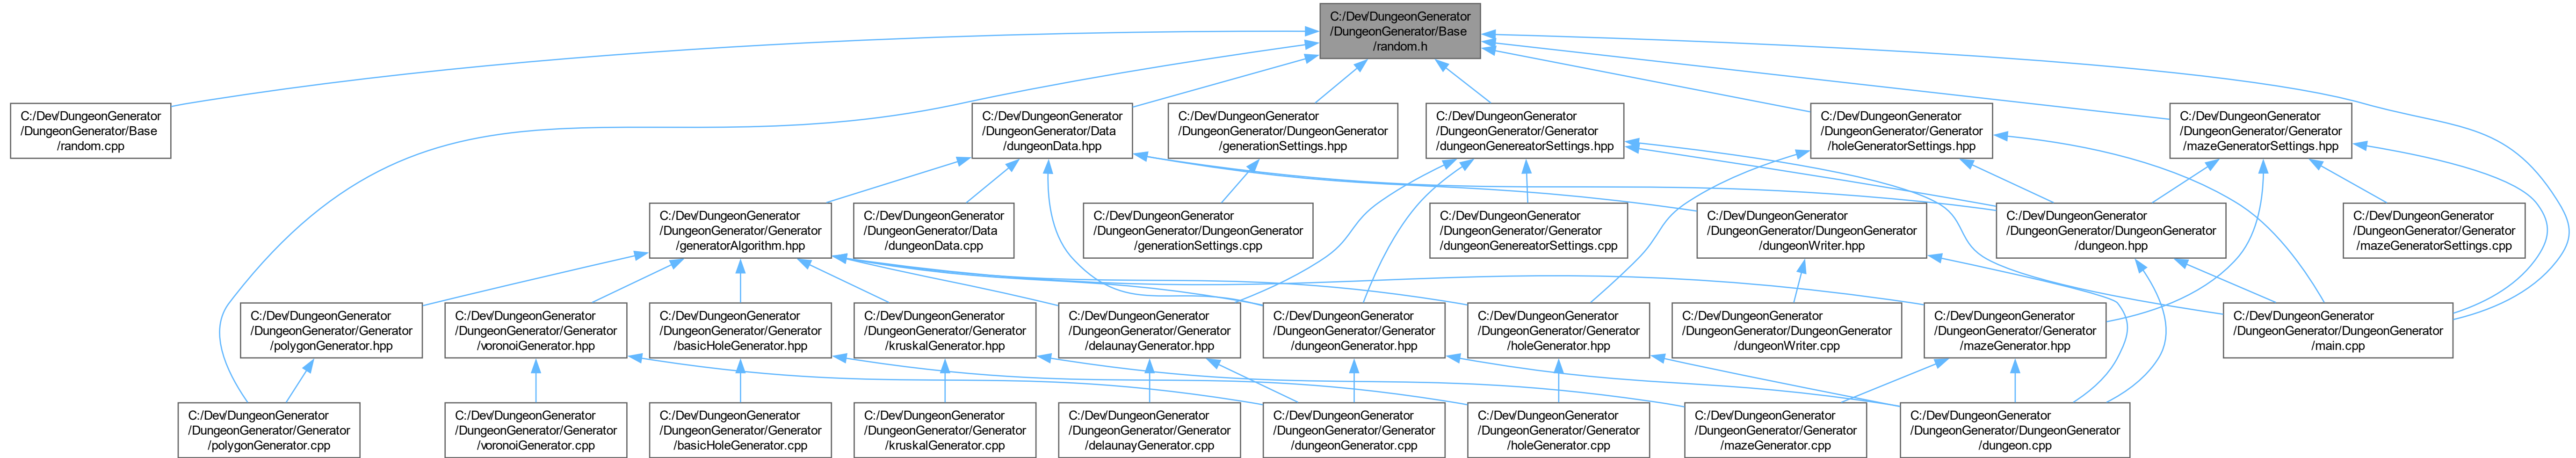 C:/Dev/DungeonGenerator
/DungeonGenerator/Base
/random.h
C:/Dev/DungeonGenerator
/DungeonGenerator/Base
/random.cpp
C:/Dev/DungeonGenerator
/DungeonGenerator/Data
/dungeonData.hpp
C:/Dev/DungeonGenerator
/DungeonGenerator/DungeonGenerator
/generationSettings.hpp
C:/Dev/DungeonGenerator
/DungeonGenerator/Generator
/dungeonGenereatorSettings.hpp
C:/Dev/DungeonGenerator
/DungeonGenerator/Generator
/holeGeneratorSettings.hpp
C:/Dev/DungeonGenerator
/DungeonGenerator/Generator
/mazeGeneratorSettings.hpp
C:/Dev/DungeonGenerator
/DungeonGenerator/Generator
/generatorAlgorithm.hpp
C:/Dev/DungeonGenerator
/DungeonGenerator/Data
/dungeonData.cpp
C:/Dev/DungeonGenerator
/DungeonGenerator/DungeonGenerator
/generationSettings.cpp
C:/Dev/DungeonGenerator
/DungeonGenerator/Generator
/dungeonGenereatorSettings.cpp
C:/Dev/DungeonGenerator
/DungeonGenerator/DungeonGenerator
/dungeonWriter.hpp
C:/Dev/DungeonGenerator
/DungeonGenerator/DungeonGenerator
/dungeon.hpp
C:/Dev/DungeonGenerator
/DungeonGenerator/Generator
/mazeGeneratorSettings.cpp
C:/Dev/DungeonGenerator
/DungeonGenerator/Generator
/polygonGenerator.hpp
C:/Dev/DungeonGenerator
/DungeonGenerator/Generator
/voronoiGenerator.hpp
C:/Dev/DungeonGenerator
/DungeonGenerator/Generator
/basicHoleGenerator.hpp
C:/Dev/DungeonGenerator
/DungeonGenerator/Generator
/kruskalGenerator.hpp
C:/Dev/DungeonGenerator
/DungeonGenerator/Generator
/delaunayGenerator.hpp
C:/Dev/DungeonGenerator
/DungeonGenerator/Generator
/dungeonGenerator.hpp
C:/Dev/DungeonGenerator
/DungeonGenerator/Generator
/holeGenerator.hpp
C:/Dev/DungeonGenerator
/DungeonGenerator/DungeonGenerator
/dungeonWriter.cpp
C:/Dev/DungeonGenerator
/DungeonGenerator/Generator
/mazeGenerator.hpp
C:/Dev/DungeonGenerator
/DungeonGenerator/DungeonGenerator
/main.cpp
C:/Dev/DungeonGenerator
/DungeonGenerator/Generator
/polygonGenerator.cpp
C:/Dev/DungeonGenerator
/DungeonGenerator/Generator
/voronoiGenerator.cpp
C:/Dev/DungeonGenerator
/DungeonGenerator/Generator
/basicHoleGenerator.cpp
C:/Dev/DungeonGenerator
/DungeonGenerator/Generator
/kruskalGenerator.cpp
C:/Dev/DungeonGenerator
/DungeonGenerator/Generator
/delaunayGenerator.cpp
C:/Dev/DungeonGenerator
/DungeonGenerator/Generator
/dungeonGenerator.cpp
C:/Dev/DungeonGenerator
/DungeonGenerator/Generator
/holeGenerator.cpp
C:/Dev/DungeonGenerator
/DungeonGenerator/Generator
/mazeGenerator.cpp
C:/Dev/DungeonGenerator
/DungeonGenerator/DungeonGenerator
/dungeon.cpp